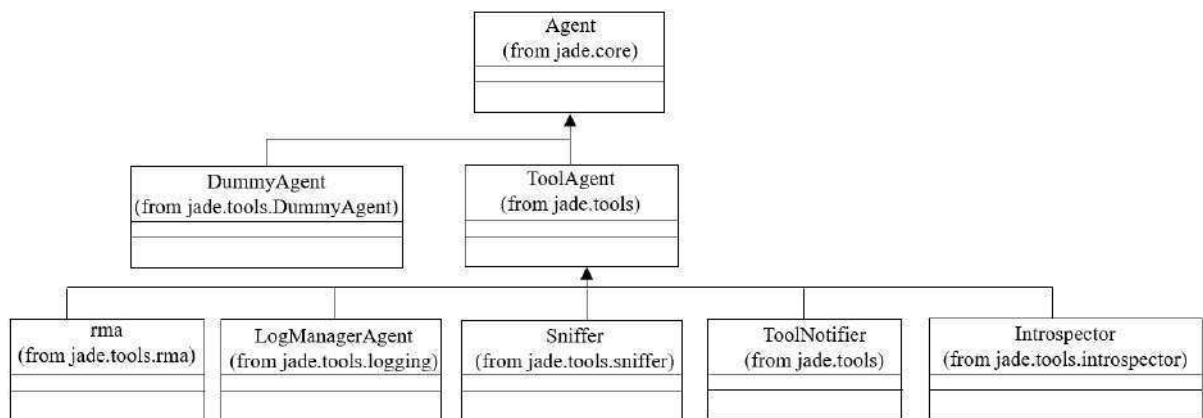 Agent
(from jade.core)
DummyAgent
(from jade.tools.DummyAgent)
ToolAgent
(from jade.tools)
rma
(from jade.tools.rma)
LogManagerAgent
(from jade.tools.logging)
Sniffer
(from jade.tools.sniffer)
ToolNotifier
(from jade.tools)
Introspector
(from jade.tools.introspector)